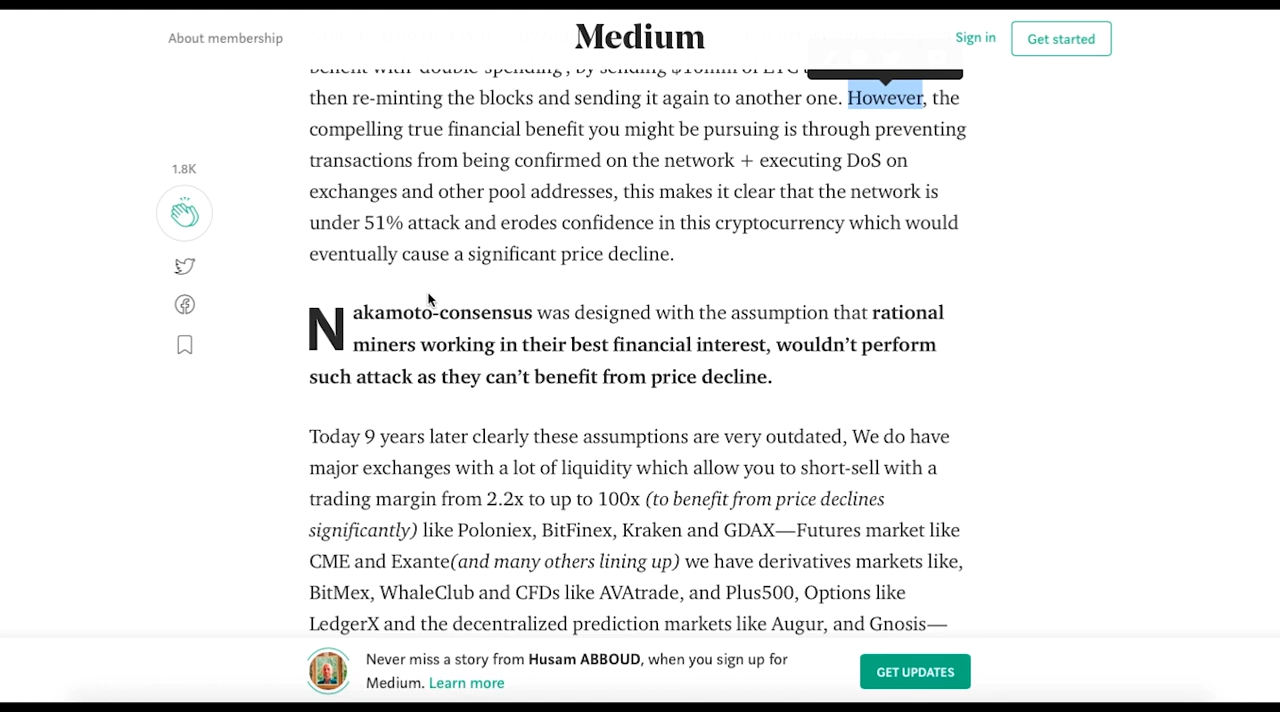 About membership
Medium
Sign in
Get started
benefit with 'double-spending', by sending $10mm of ETC
then re-minting the blocks and sending it again to another one. However, the
compelling true financial benefit you might be pursuing is through preventing
transactions from being confirmed on the network + executing DoS on
exchanges and other pool addresses, this makes it clear that the network is
under 51% attack and erodes confidence in this cryptocurrency which would
eventually cause a significant price decline.
1.8K
Nakamoto-consensus was designed with the assumption that rational
miners working in their best financial interest, wouldn't perform
such attack as they can't benefit from price decline.
Today 9 years later clearly these assumptions are very outdated, We do have
major exchanges with a lot of liquidity which allow you to short-sell with a
trading margin from 2.2x to up to 100x (to benefit from price declines
significantly) like Poloniex, BitFinex, Kraken and GDAX—Futures market like
CME and Exante(and many others lining up) we have derivatives markets like,
BitMex, WhaleClub and CFDs like AVAtrade, and Plus500, Options like
LedgerX and the decentralized prediction markets like Augur, and Gnosis—
Never miss a story from Husam ABBOUD, when you sign up for
Medium. Learn more
GET UPDATES